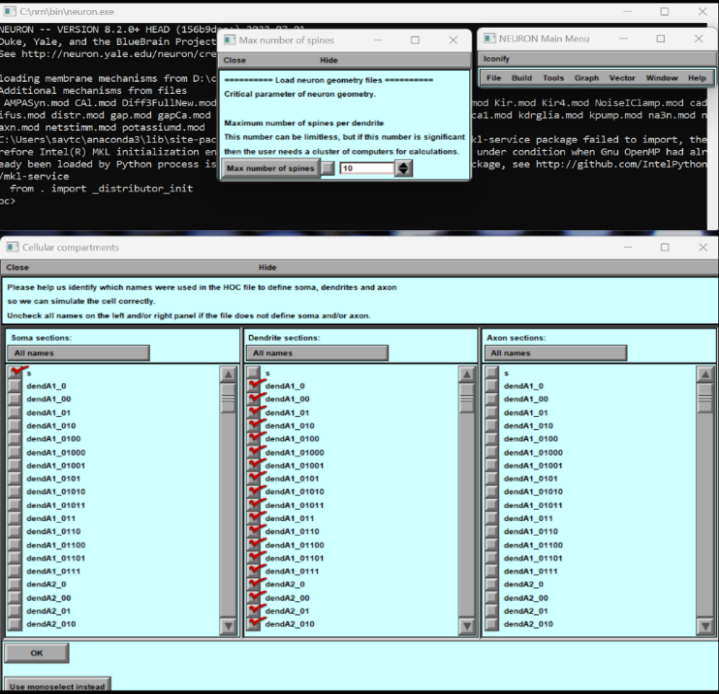 C:\nrn\bin\neuron.exe
NEURON -- VERSION 8.2.0+ HEAD (156b9
Duke, Yale, and the BlueBrain Project
See http://neuron.yale.edu/neuron/cre
loading membrane mechanisms from D:\c
Additional mechanisms from files
AMPASyn.mod CAl.mod Diff3FullNew.mod
mod Kir.mod Kir4.mod NoiseIClamp.mod cad
ifus.mod distr.mod gap.mod gapCa.mod
cal.mod kdrglia.mod kpump.mod na3n.mod n
axn.mod netstimm.mod potassiumd.mod
C:\Users\savtc\anaconda3\lib\site-pac
kl-service package failed to import, the
refore Intel(R) MKL initialization en
under condition when Gnu OpenMP had alr
eady been loaded by Python process is
ckage, see http://github.com/IntelPython
/mkl-service
from . import _distributor_init
oc>
Max number of spines
Close Hide
========== Load neuron geometry files ==========
Critical parameter of neuron geometry.
Maximum number of spines per dendrite
This number can be limitless, but if this number is significant
then the user needs a cluster of computers for calculations.
Max number of spines 10
NEURON Main Menu
Iconify
File Build Tools Graph Vector Window Help
Cellular compartments
Close Hide
Please help us identify which names were used in the HOC file to define soma, dendrites and axon
so we can simulate the cell correctly.
Uncheck all names on the left and/or right panel if the file does not define soma and/or axon.
Soma sections:
All names
s
dendA1_0
dendA1_00
dendA1_01
dendA1_010
dendA1_0100
dendA1_01000
dendA1_01001
dendA1_0101
dendA1_01010
dendA1_01011
dendA1_011
dendA1_0110
dendA1_01100
dendA1_01101
dendA1_0111
dendA2_0
dendA2_00
dendA2_01
dendA2_010
Dendrite sections:
All names
s
dendA1_0
dendA1_00
dendA1_01
dendA1_010
dendA1_0100
dendA1_01000
dendA1_01001
dendA1_0101
dendA1_01010
dendA1_01011
dendA1_011
dendA1_0110
dendA1_01100
dendA1_01101
dendA1_0111
dendA2_0
dendA2_00
dendA2_01
dendA2_010
Axon sections:
All names
s
dendA1_0
dendA1_00
dendA1_01
dendA1_010
dendA1_0100
dendA1_01000
dendA1_01001
dendA1_0101
dendA1_01010
dendA1_01011
dendA1_011
dendA1_0110
dendA1_01100
dendA1_01101
dendA1_0111
dendA2_0
dendA2_00
dendA2_01
dendA2_010
OK
Use monoselect instead